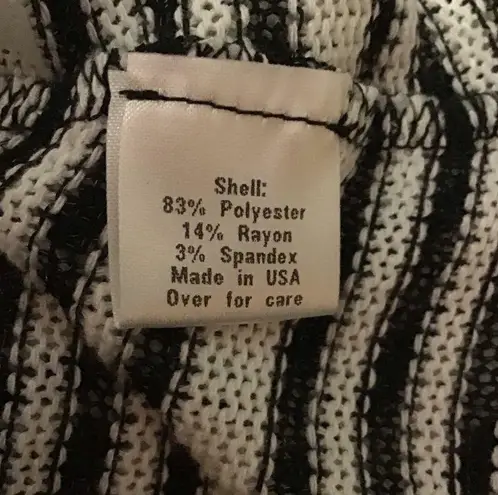 Shell:
83% Polyester
14% Rayon
3% Spandex
Made in USA
Over for care